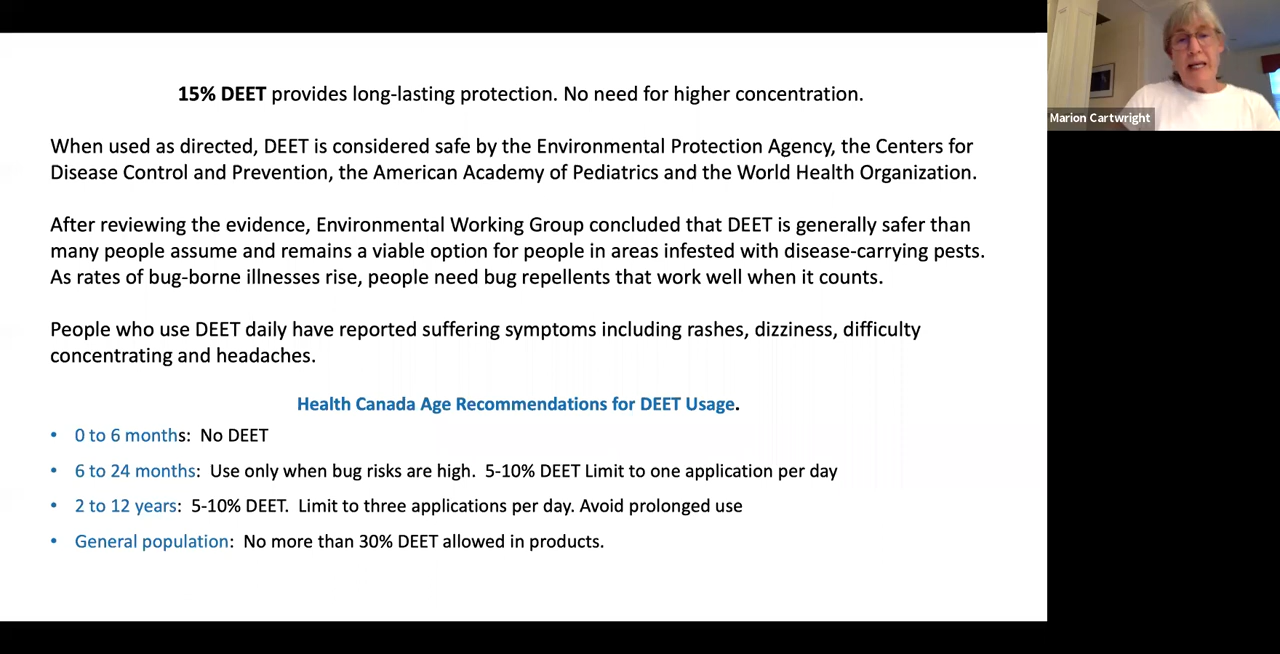 15% DEET provides long-lasting protection. No need for higher concentration.
When used as directed, DEET is considered safe by the Environmental Protection Agency, the Centers for
Disease Control and Prevention, the American Academy of Pediatrics and the World Health Organization.
After reviewing the evidence, Environmental Working Group concluded that DEET is generally safer than
many people assume and remains a viable option for people in areas infested with disease-carrying pests.
As rates of bug-borne illnesses rise, people need bug repellents that work well when it counts.
People who use DEET daily have reported suffering symptoms including rashes, dizziness, difficulty
concentrating and headaches.
Health Canada Age Recommendations for DEET Usage.
• 0 to 6 months: No DEET
• 6 to 24 months: Use only when bug risks are high. 5-10% DEET Limit to one application per day
• 2 to 12 years: 5-10% DEET. Limit to three applications per day. Avoid prolonged use
• General population: No more than 30% DEET allowed in products.
Marion Cartwright